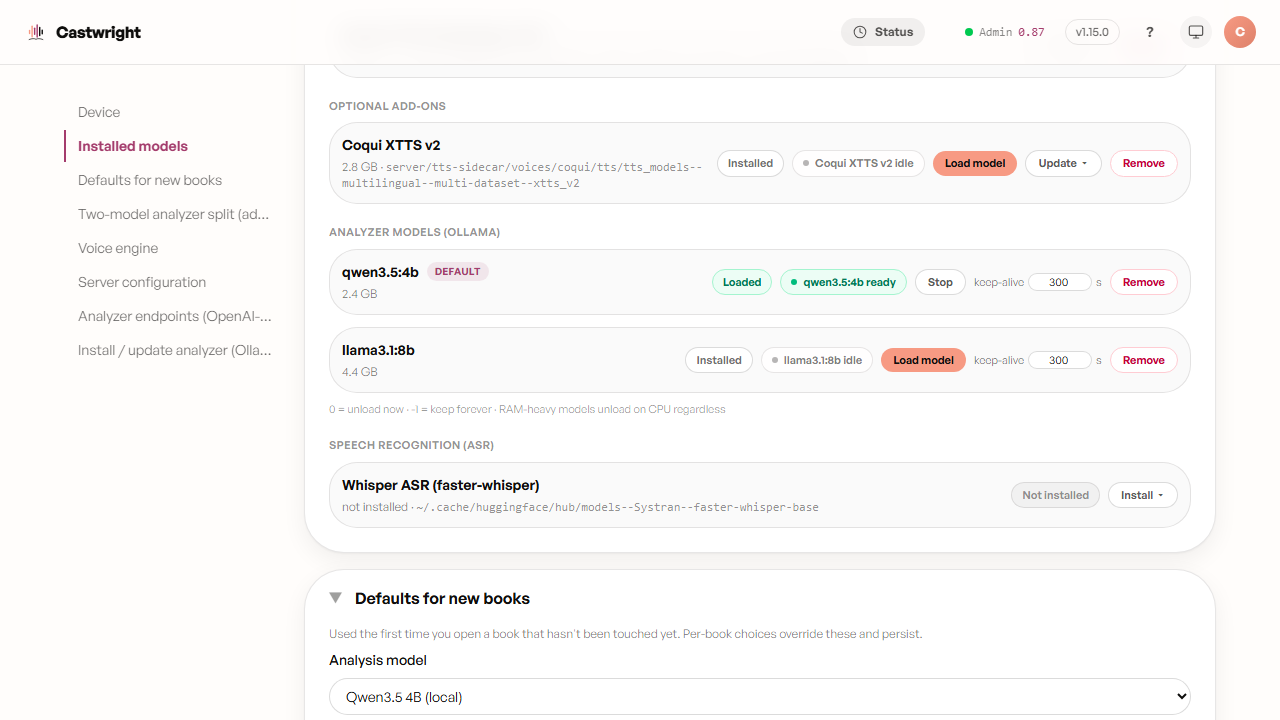 Castwright
Status
Admin 0.87
v1.15.0
?
C
Device
Installed models
Defaults for new books
Two-model analyzer split (ad...
Voice engine
Server configuration
Analyzer endpoints (OpenAI-...
Install / update analyzer (Olla...
OPTIONAL ADD-ONS
Coqui XTTS v2
2.8 GB · server/tts-sidecar/voices/coqui/tts/tts_models--
multilingual--multi-dataset--xtts_v2
Installed
Coqui XTTS v2 idle
Load model
Update
Remove
ANALYZER MODELS (OLLAMA)
qwen3.5:4b DEFAULT
2.4 GB
Loaded
qwen3.5:4b ready
Stop
keep-alive 300 s
Remove
llama3.1:8b
4.4 GB
Installed
llama3.1:8b idle
Load model
keep-alive 300 s
Remove
0 = unload now · -1 = keep forever · RAM-heavy models unload on CPU regardless
SPEECH RECOGNITION (ASR)
Whisper ASR (faster-whisper)
not installed · ~/.cache/huggingface/hub/models--Systran--faster-whisper-base
Not installed
Install
Defaults for new books
Used the first time you open a book that hasn't been touched yet. Per-book choices override these and persist.
Analysis model
Qwen3.5 4B (local)